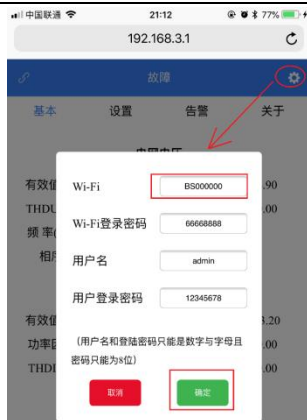 中国联通 21:12 77%
192.168.3.1
故障
基本 设置 告警 关于
有效值 .90
THDU .00
频 率( 
相序
Wi-Fi BS000000
Wi-Fi登录密码 66668888
用户名 admin
用户登录密码 12345678
(用户名和登陆密码只能是数字与字母且
密码只能为8位)
取消 确定
有效值 3.20
功率因 .00
THDI .00